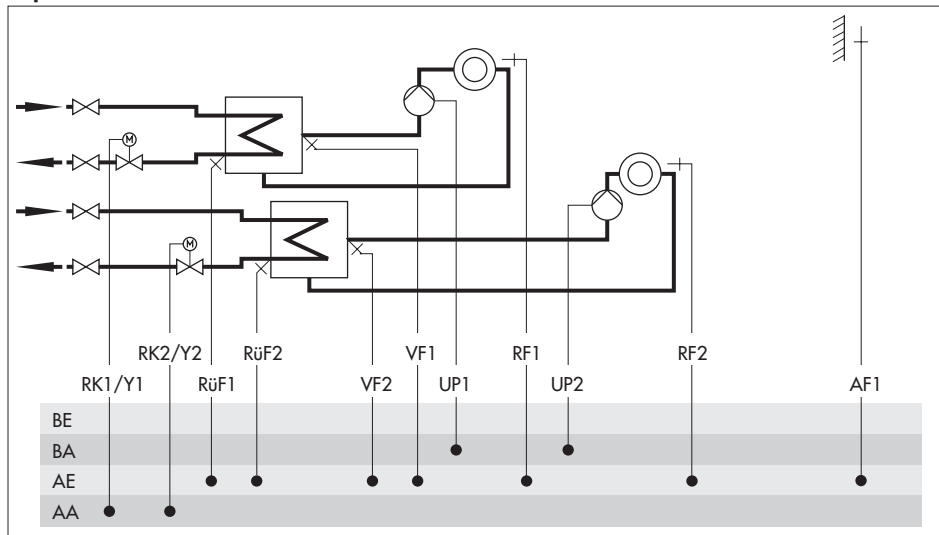 M
M
RK2/Y2 RüF2 VF1 RF1 RF2
RK1/Y1 RüF1 VF2 UP1 UP2 AF1
BE
BA
AE
AA